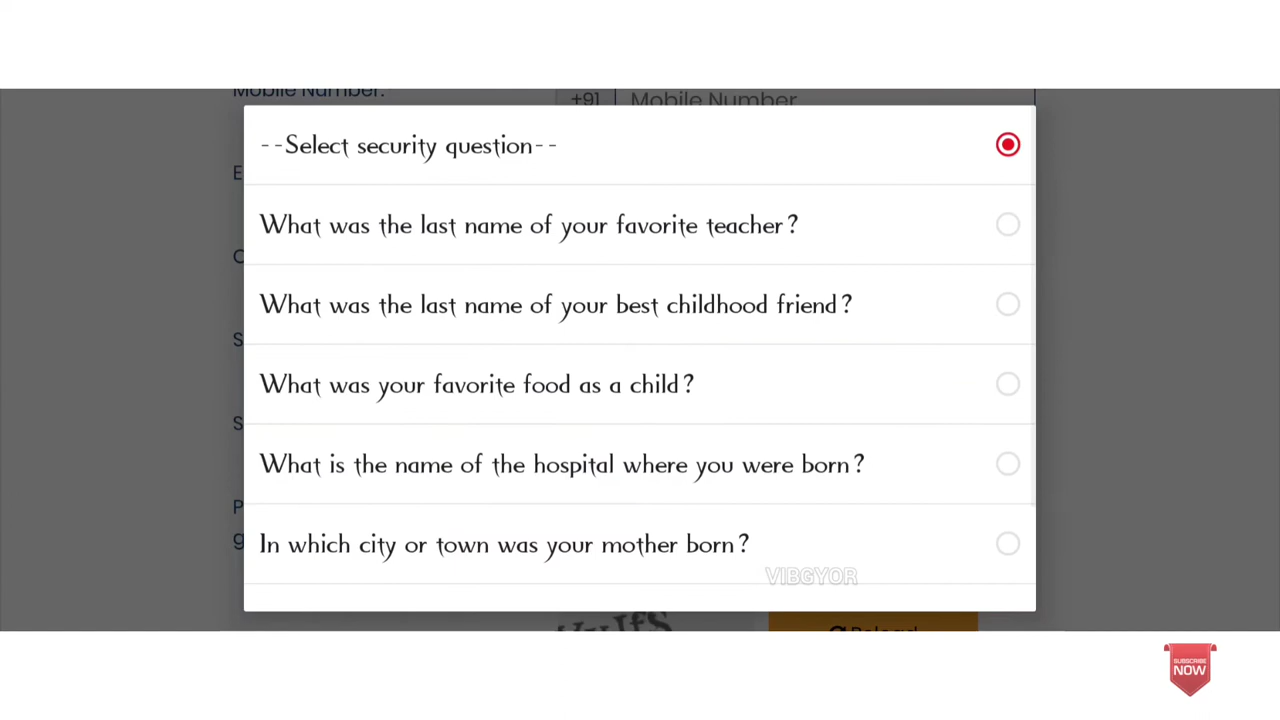 Mobile Number:
+91 Mobile Number
--Select security question--
What was the last name of your favorite teacher?
What was the last name of your best childhood friend?
What was your favorite food as a child?
What is the name of the hospital where you were born?
In which city or town was your mother born?
VIBGYOR
Reload
SUBSCRIBE
NOW